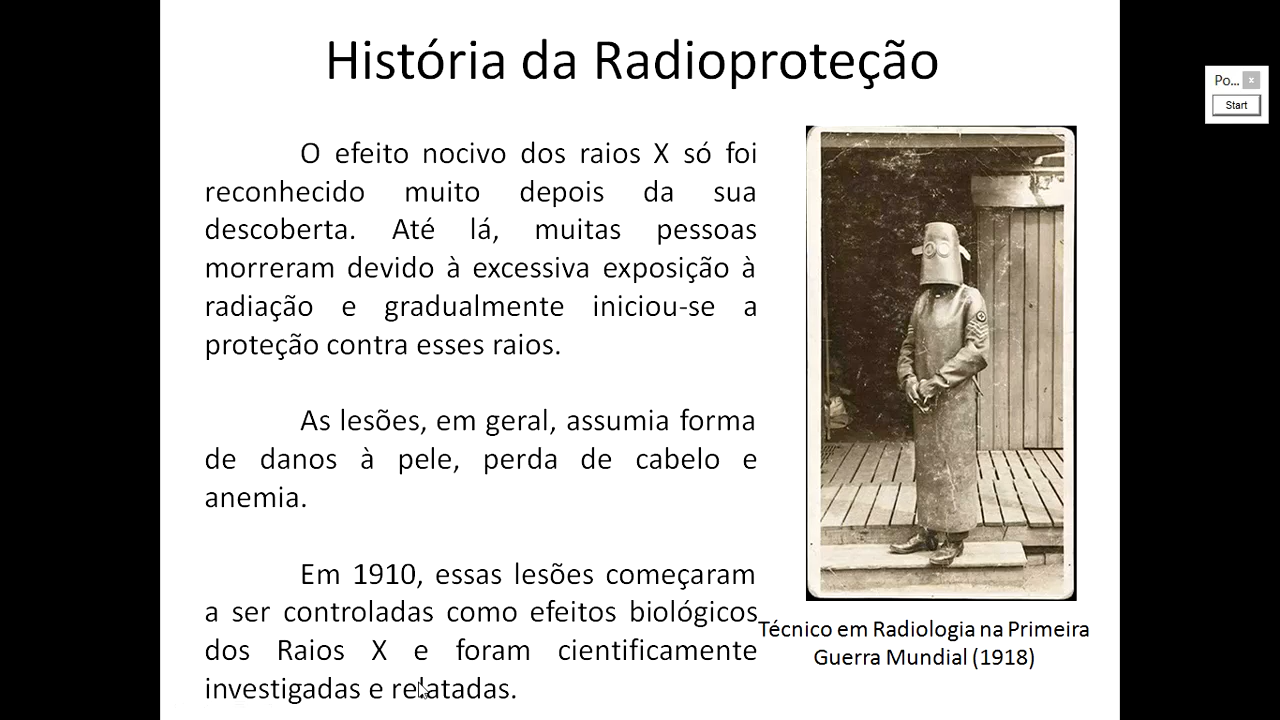 História da Radioproteção
O efeito nocivo dos raios X só foi
reconhecido muito depois da sua
descoberta. Até lá, muitas pessoas
morreram devido à excessiva exposição à
radiação e gradualmente iniciou-se a
proteção contra esses raios.
As lesões, em geral, assumia forma
de danos à pele, perda de cabelo e
anemia.
Em 1910, essas lesões começaram
a ser controladas como efeitos biológicos
dos Raios X e foram cientificamente
investigadas e relatadas.
Técnico em Radiologia na Primeira
Guerra Mundial (1918)
Po... x
Start